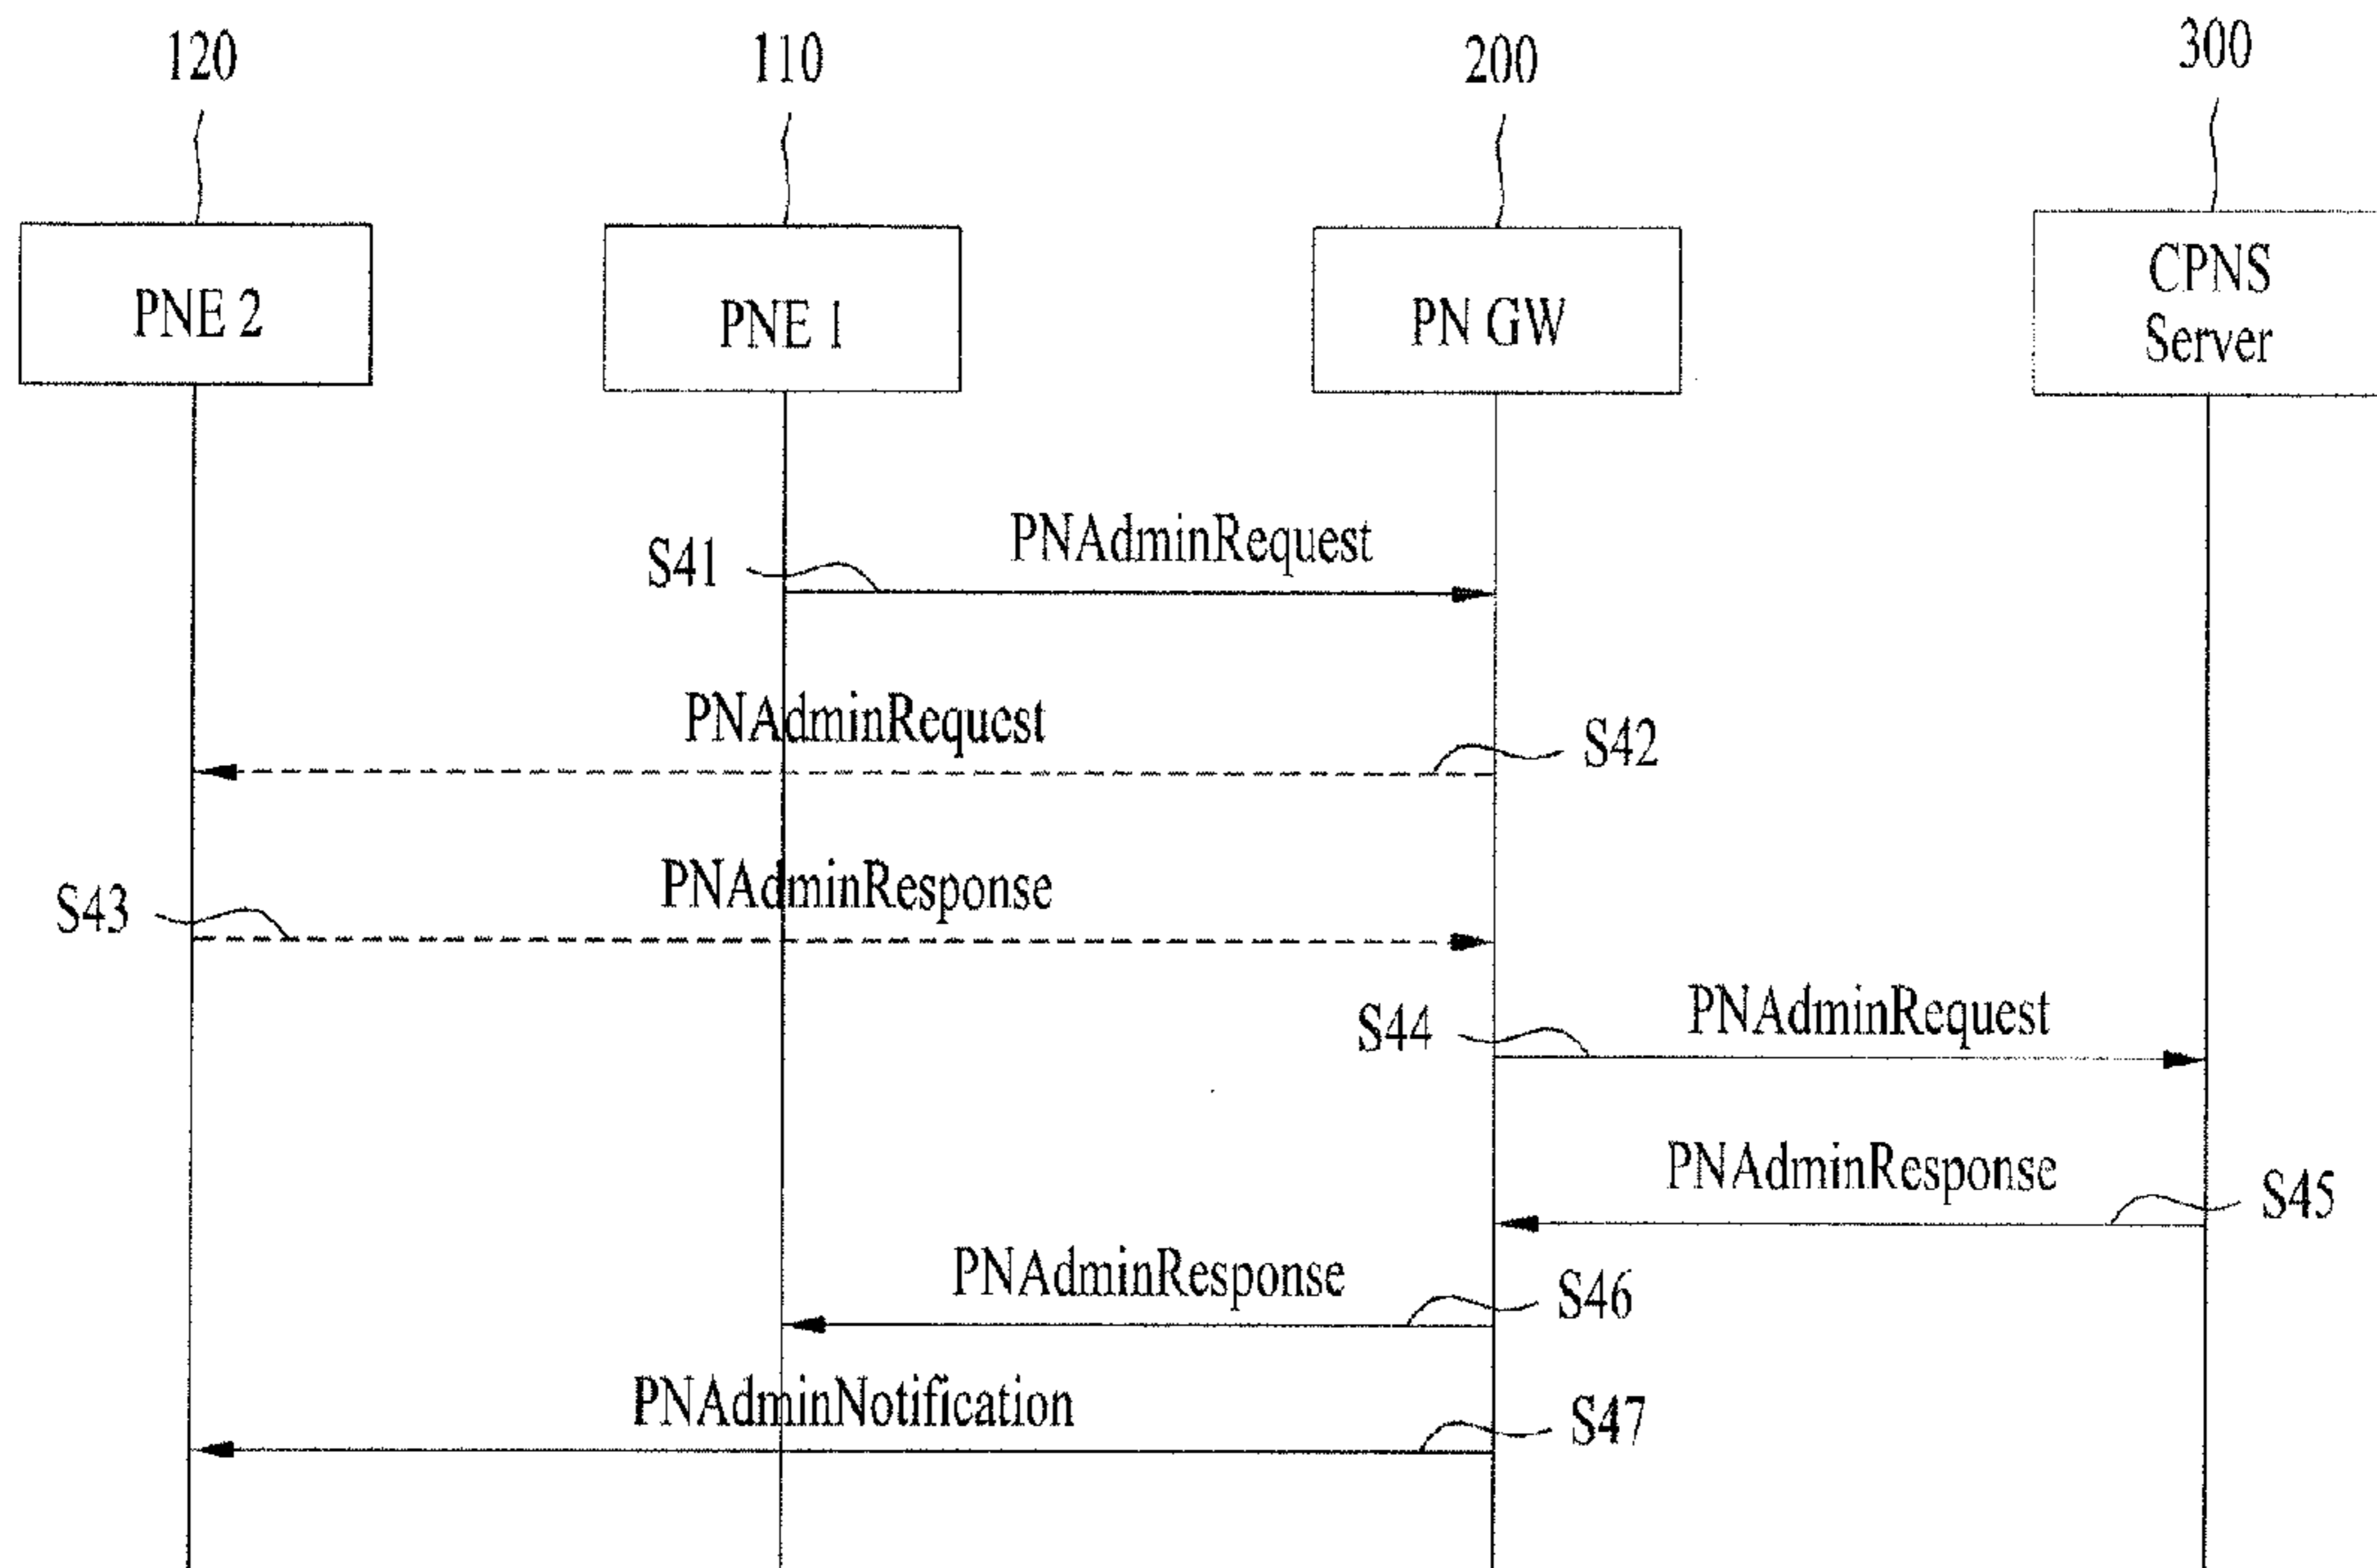 120
110
200
300
PNE 2
PNE 1
PN GW
CPNS
Server
PNAdminRequest
S41
PNAdminRequest
S42
PNAdminResponse
S43
PNAdminRequest
S44
PNAdminResponse
S45
PNAdminResponse
S46
PNAdminNotification
S47